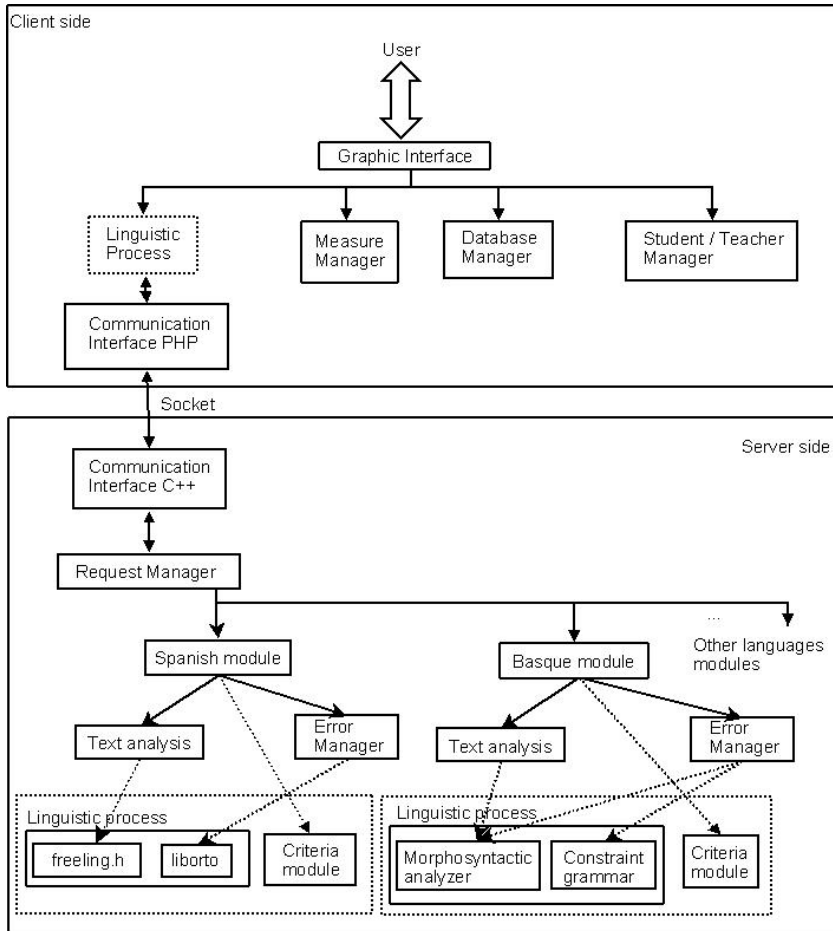 Client side
User
Graphic Interface
Linguistic
Process
Measure
Manager
Database
Manager
Student / Teacher
Manager
Communication
Interface PHP
Socket
Server side
Communication
Interface C++
Request Manager
...
Other languages
modules
Spanish module
Basque module
Text analysis
Error
Manager
Text analysis
Error
Manager
Linguistic process
freeling.h
liborto
Criteria
module
Linguistic process
Morphosyntactic
analyzer
Constraint
grammar
Criteria
module